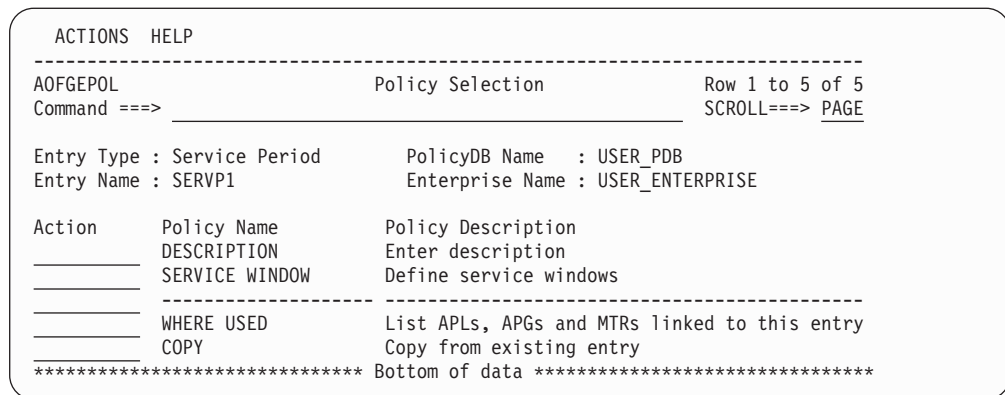 ACTIONS HELP
------------------------------------------------------------------------------
AOFGEPOL Policy Selection Row 1 to 5 of 5
Command ===> SCROLL===> PAGE
Entry Type : Service Period PolicyDB Name : USER_PDB
Entry Name : SERVP1 Enterprise Name : USER_ENTERPRISE
Action Policy Name Policy Description
DESCRIPTION Enter description
SERVICE WINDOW Define service windows
-------------------- ---------------------------------------------
WHERE USED List APLs, APGs and MTRs linked to this entry
COPY Copy from existing entry
******************************* Bottom of data ********************************